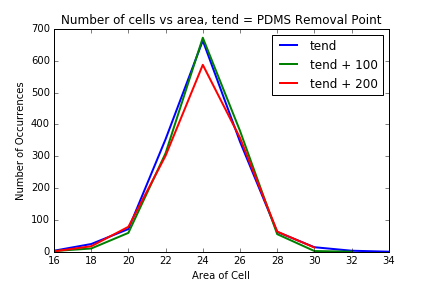 Number of cells vs area, tend = PDMS Removal Point
700
600
500
400
300
200
100
0
Number of Occurrences
tend
tend + 100
tend + 200
16 18 20 22 24 26 28 30 32 34
Area of Cell